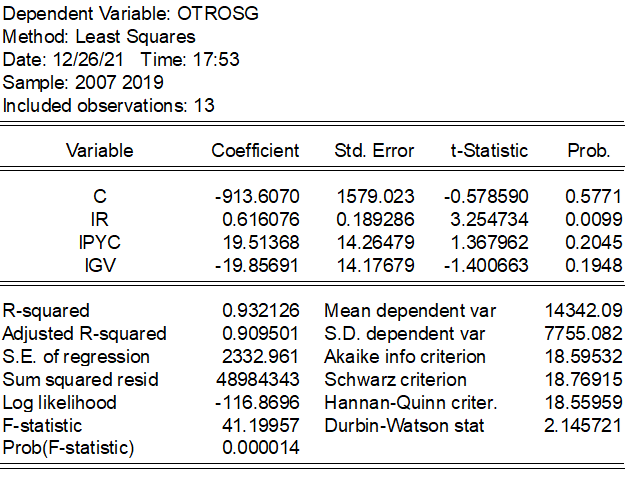 Dependent Variable: OTROSG
Method: Least Squares
Date: 12/26/21 Time: 17:53
Sample: 2007 2019
Included observations: 13
Variable Coefficient Std. Error t-Statistic Prob.
C -913.6070 1579.023 -0.578590 0.5771
IR 0.616076 0.189286 3.254734 0.0099
IPYC 19.51368 14.26479 1.367962 0.2045
IGV -19.85691 14.17679 -1.400663 0.1948
R-squared 0.932126 Mean dependent var 14342.09
Adjusted R-squared 0.909501 S.D. dependent var 7755.082
S.E. of regression 2332.961 Akaike info criterion 18.59532
Sum squared resid 48984343 Schwarz criterion 18.76915
Log likelihood -116.8696 Hannan-Quinn criter. 18.55959
F-statistic 41.19957 Durbin-Watson stat 2.145721
Prob(F-statistic) 0.000014